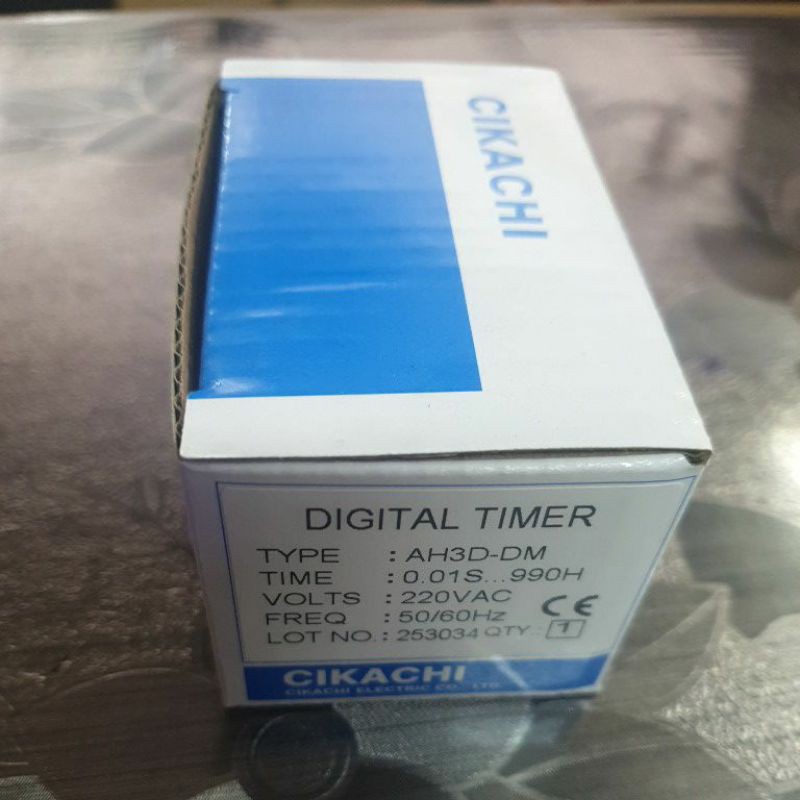 CIKACHI
DIGITAL TIMER
TYPE : AH3D-DM
TIME : 0.01S...990H
VOLTS : 220VAC
FREQ : 50/60Hz CE
LOT NO.: 253034 QTY.: 1
CIKACHI
CIKACHI ELECTRIC CO., LTD.